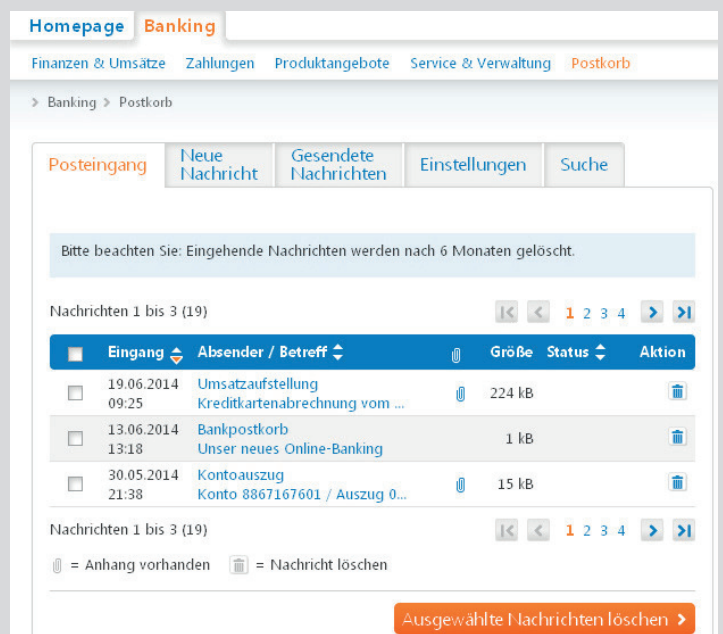 Homepage Banking
Finanzen & Umsätze Zahlungen Produktangebote Service & Verwaltung Postkorb
> Banking > Postkorb
Posteingang Neue Nachricht Gesendete Nachrichten Einstellungen Suche
Bitte beachten Sie: Eingehende Nachrichten werden nach 6 Monaten gelöscht.
Nachrichten 1 bis 3 (19) 1 2 3 4
Eingang Absender / Betreff Größe Status Aktion
19.06.2014 Umsatzaufstellung
09:25 Kreditkartenabrechnung vom ... 224 kB
13.06.2014 Bankpostkorb
13:18 Unser neues Online-Banking 1 kB
30.05.2014 Kontoauszug
21:38 Konto 8867167601 / Auszug 0... 15 kB
Nachrichten 1 bis 3 (19) 1 2 3 4
= Anhang vorhanden = Nachricht löschen
Ausgewählte Nachrichten löschen >